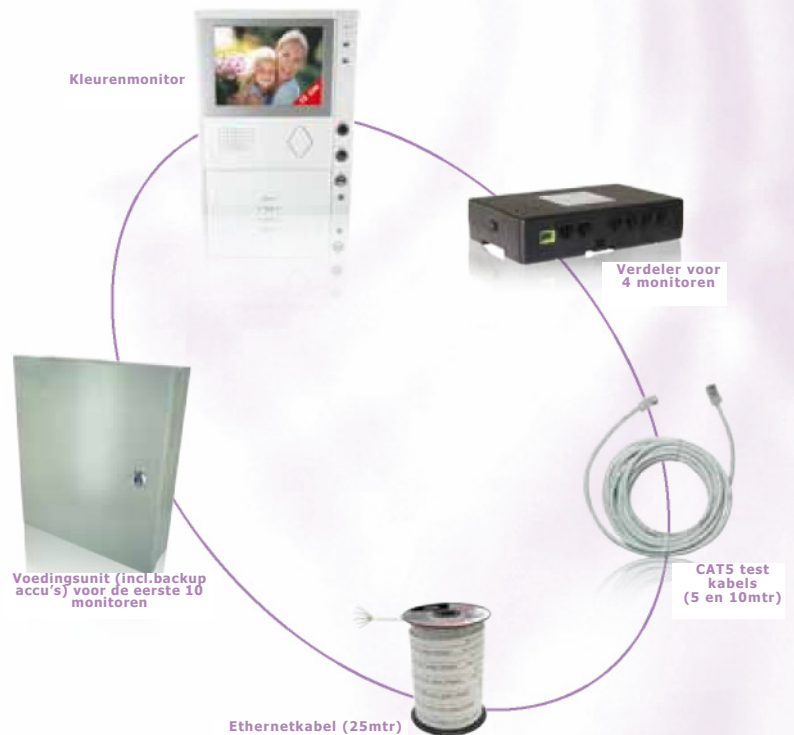 Kleurenmonitor
Verdeler voor
4 monitoren
CAT5 test
kabels
(5 en 10mtr)
Voedingsunit (incl.backup
accu's) voor de eerste 10
monitoren
Ethernetkabel (25mtr)